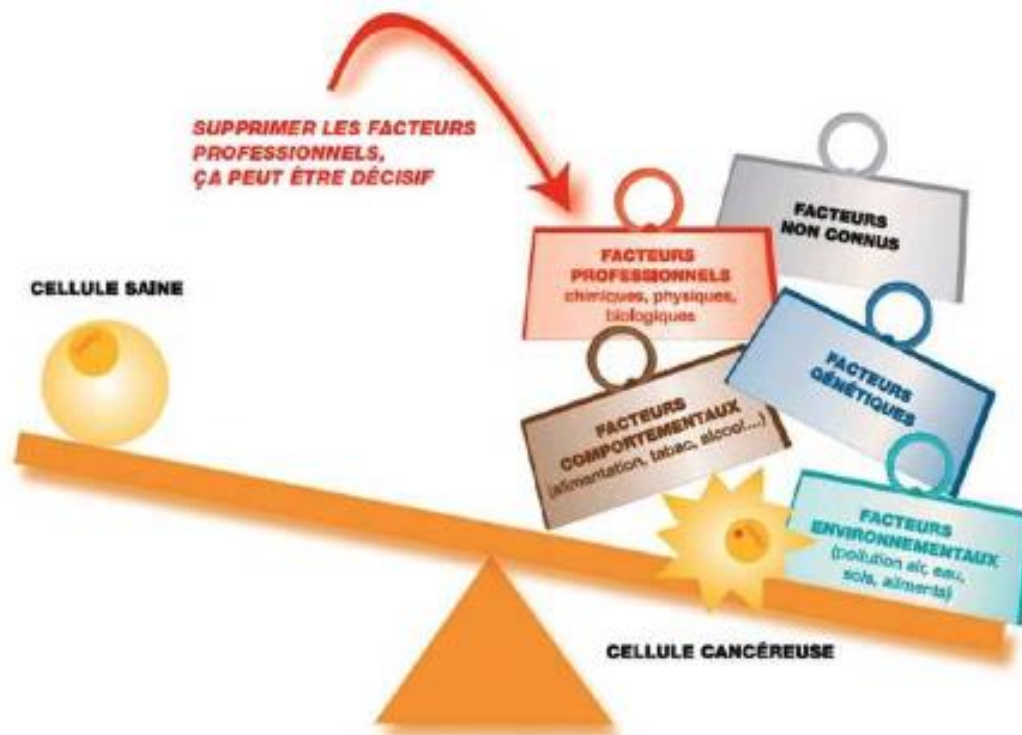 SUPPRIMER LES FACTEURS
PROFESSIONNELS,
ÇA PEUT ÊTRE DÉCISIF
FACTEURS
NON CONNUS
FACTEURS
PROFESSIONNELS
chimiques, physiques,
biologiques
CELLULE SAINE
FACTEURS
GÉNÉTIQUES
FACTEURS
COMPORTEMENTAUX
(alimentation, tabac, alcool...)
FACTEURS
ENVIRONNEMENTAUX
(pollution air, eau,
sols, aliments)
CELLULE CANCÉREUSE